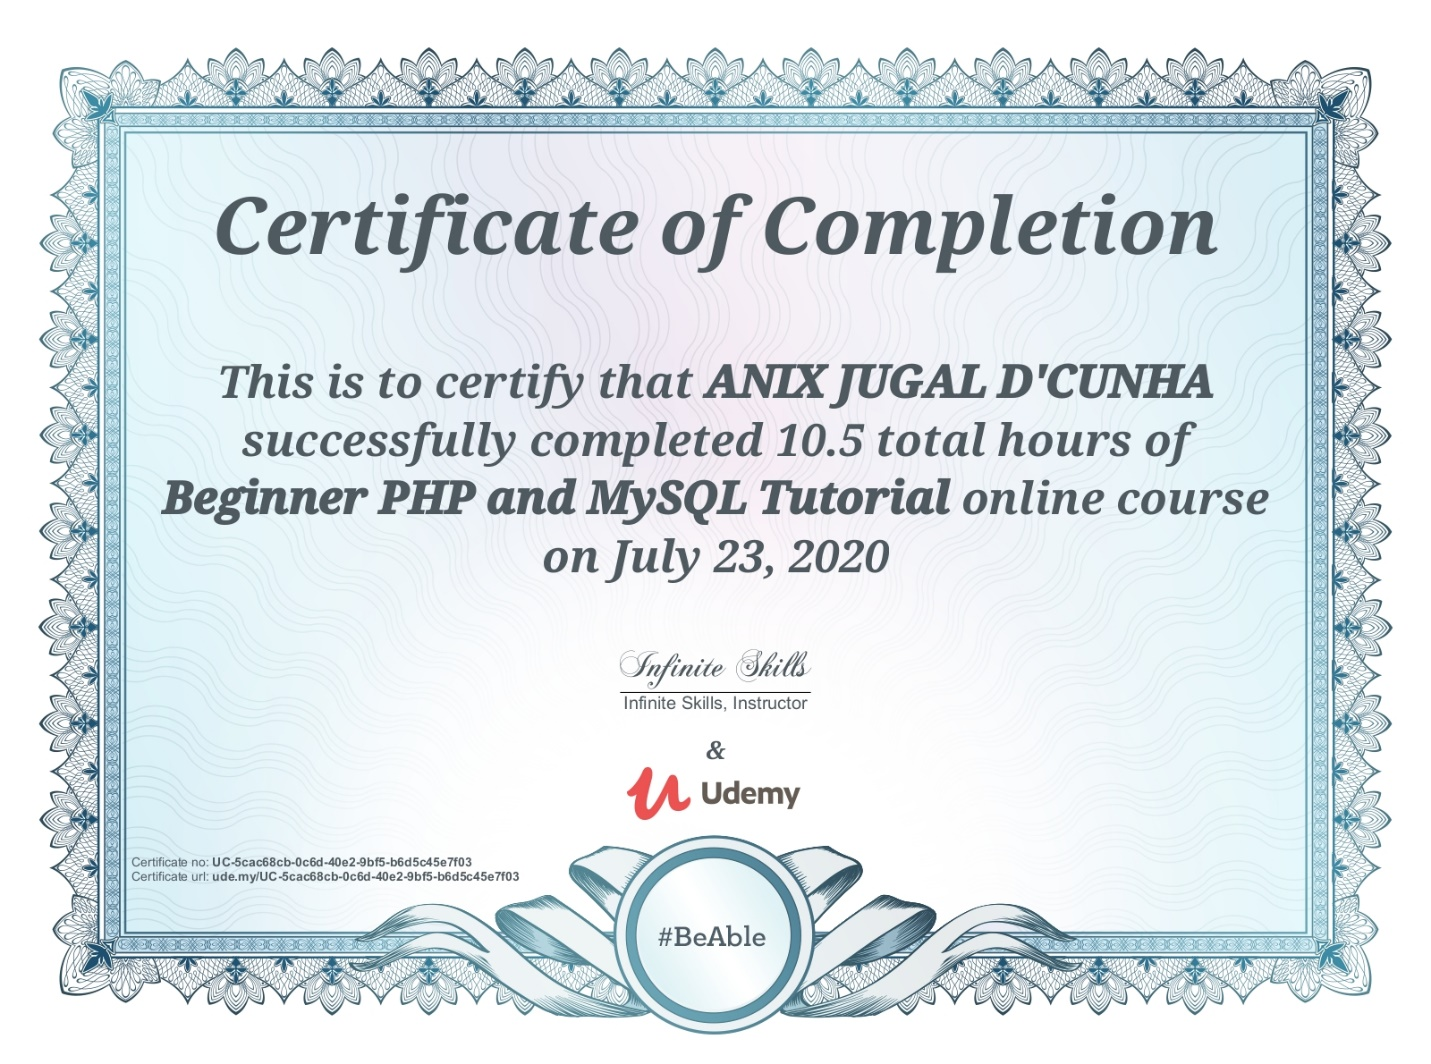 Certificate of Completion
This is to certify that ANIX JUGAL D'CUNHA
successfully completed 10.5 total hours of
Beginner PHP and MySQL Tutorial online course
on July 23, 2020
Infinite Skills
Infinite Skills, Instructor
&
Udemy
Certificate no: UC-5cac68cb-0c6d-40e2-9bf5-b6d5c45e7f03
Certificate url: ude.my/UC-5cac68cb-0c6d-40e2-9bf5-b6d5c45e7f03
#BeAble